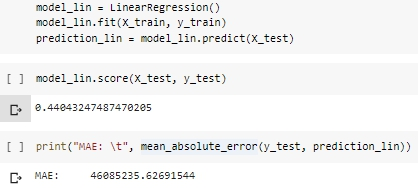 model_lin = LinearRegression()
model_lin.fit(X_train, y_train)
prediction_lin = model_lin.predict(X_test)
[ ] model_lin.score(X_test, y_test)
0.44043247487470205
[ ] print("MAE: \t", mean_absolute_error(y_test, prediction_lin))
MAE: 46085235.62691544